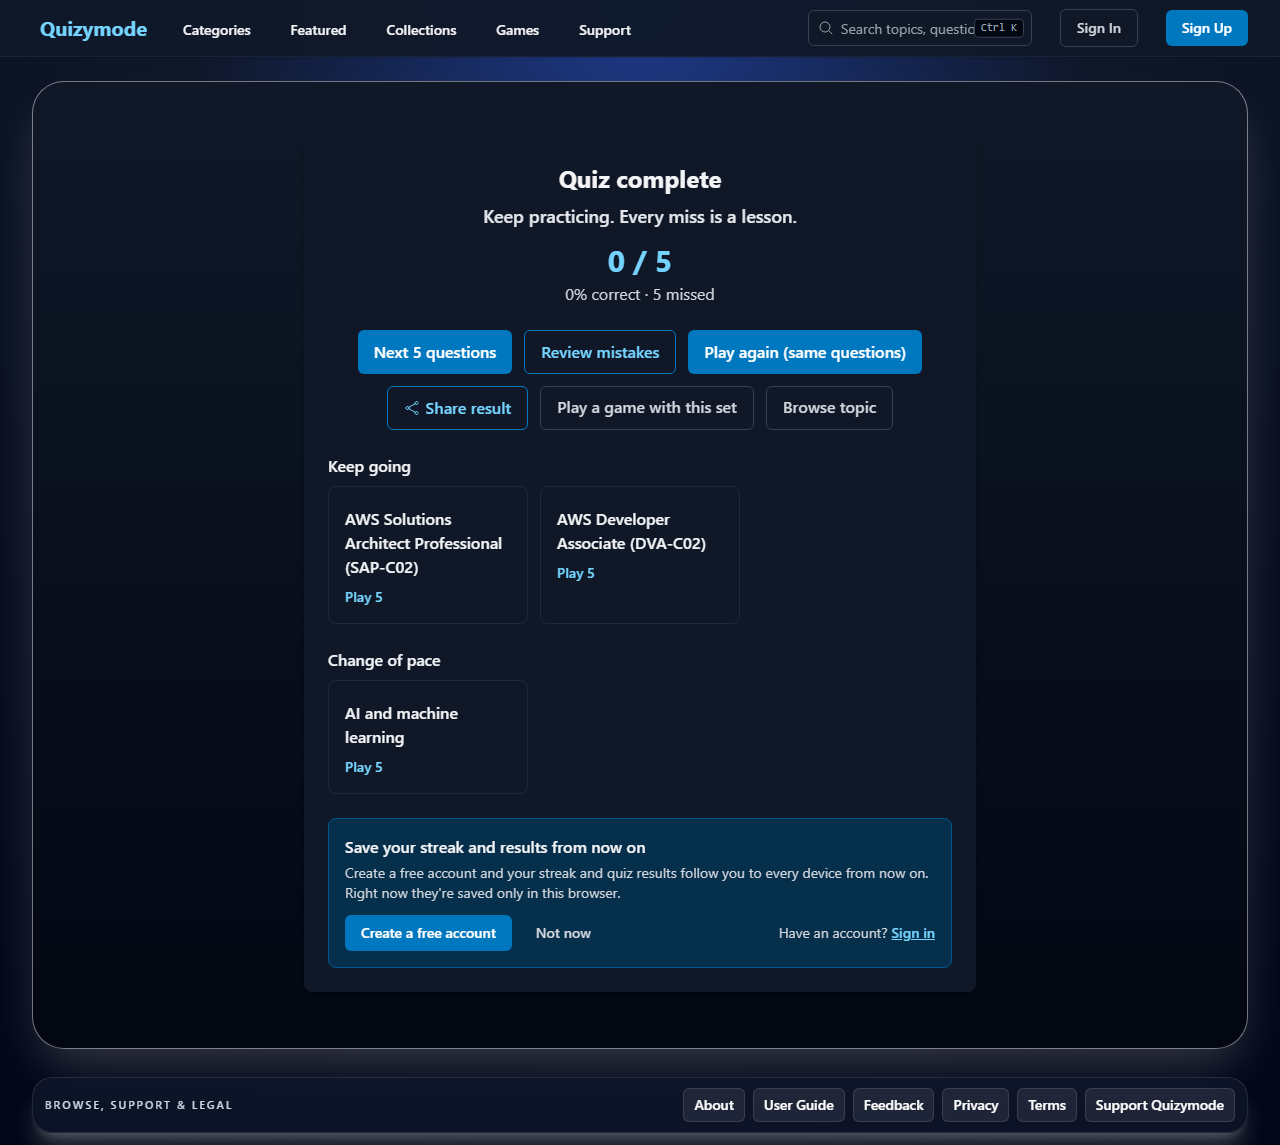 Quizymode
Categories
Featured
Collections
Games
Support
Search topics, questio
Ctrl K
Sign In
Sign Up
Quiz complete
Keep practicing. Every miss is a lesson.
0 / 5
0% correct · 5 missed
Next 5 questions
Review mistakes
Play again (same questions)
Share result
Play a game with this set
Browse topic
Keep going
AWS Solutions
Architect Professional
(SAP-C02)
Play 5
AWS Developer
Associate (DVA-C02)
Play 5
Change of pace
AI and machine
learning
Play 5
Save your streak and results from now on
Create a free account and your streak and quiz results follow you to every device from now on.
Right now they're saved only in this browser.
Create a free account
Not now
Have an account? Sign in
BROWSE, SUPPORT & LEGAL
About
User Guide
Feedback
Privacy
Terms
Support Quizymode